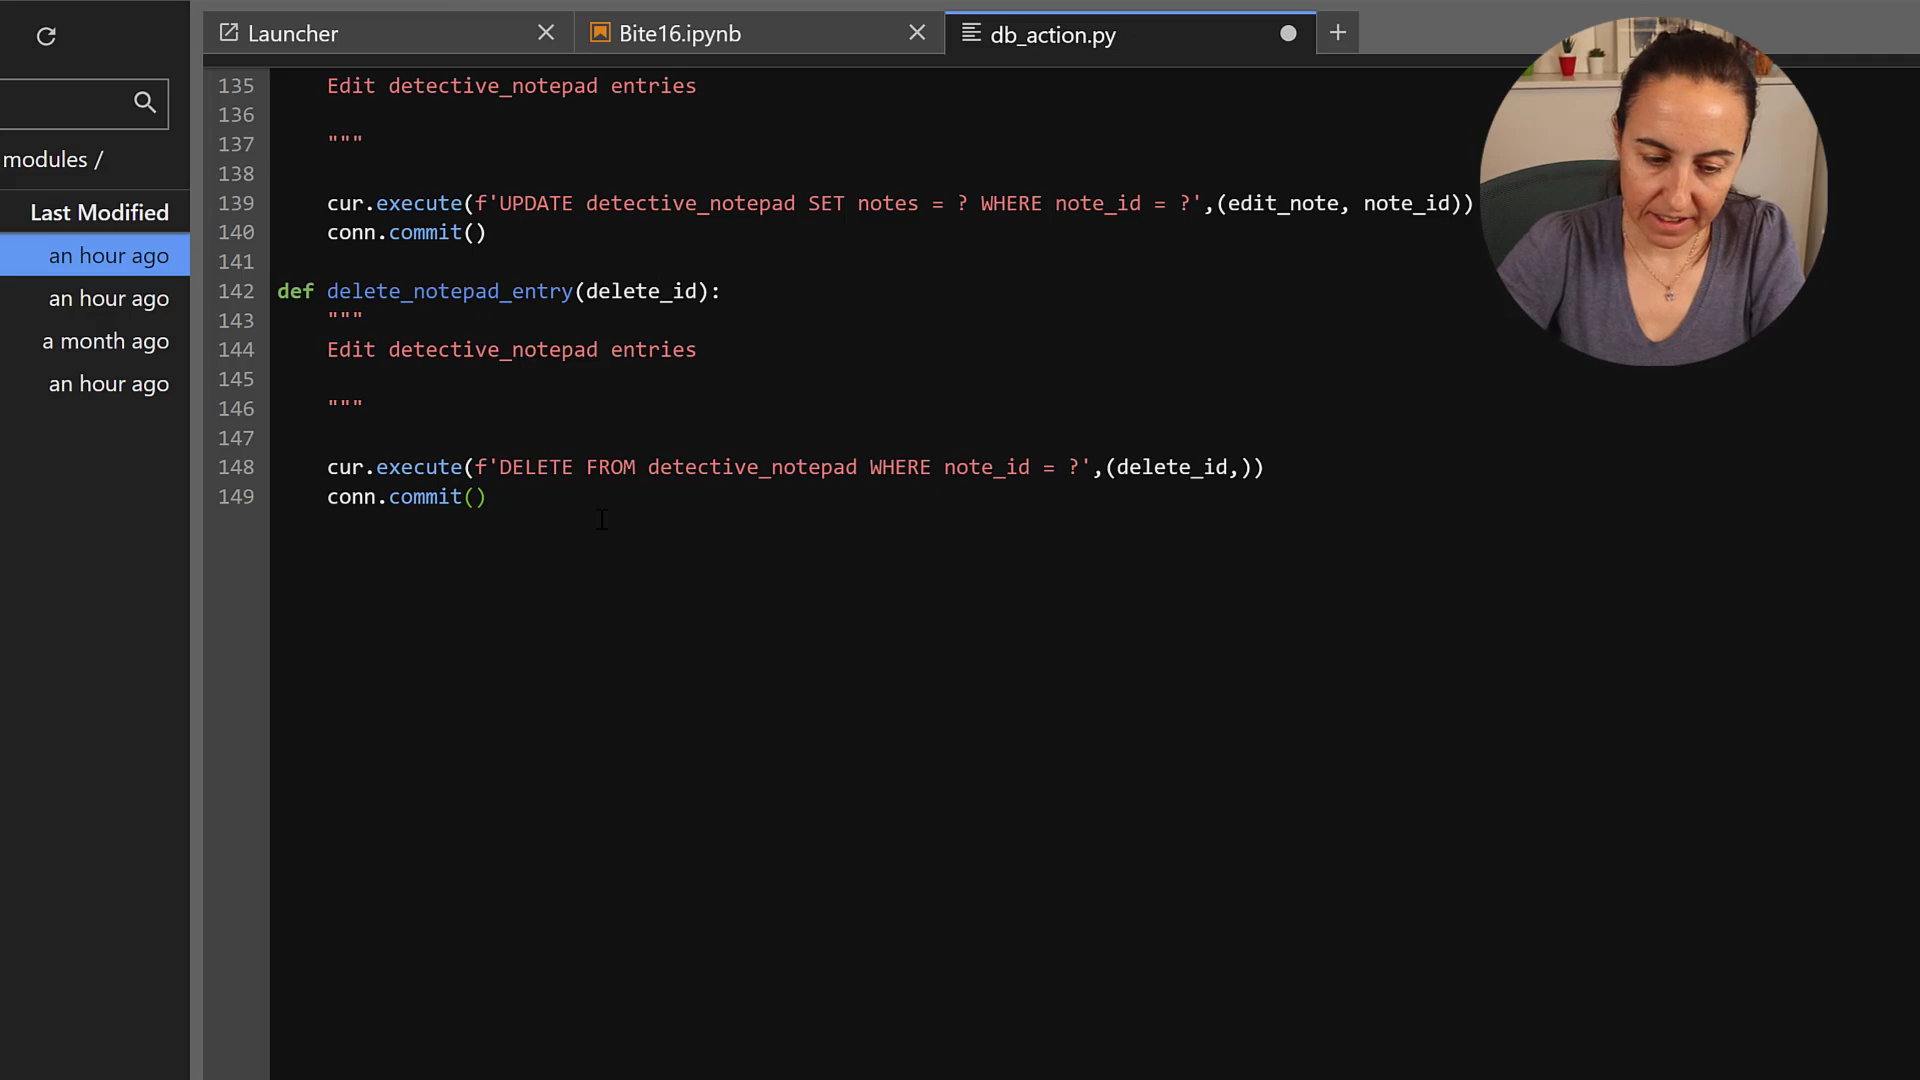 Launcher
Bite16.ipynb
db_action.py
modules /
Last Modified
an hour ago
an hour ago
a month ago
an hour ago
135 Edit detective_notepad entries
136
137 """
138
139 cur.execute(f'UPDATE detective_notepad SET notes = ? WHERE note_id = ?',(edit_note, note_id))
140 conn.commit()
141
142 def delete_notepad_entry(delete_id):
143 """
144 Edit detective_notepad entries
145
146 """
147
148 cur.execute(f'DELETE FROM detective_notepad WHERE note_id = ?',(delete_id,))
149 conn.commit()